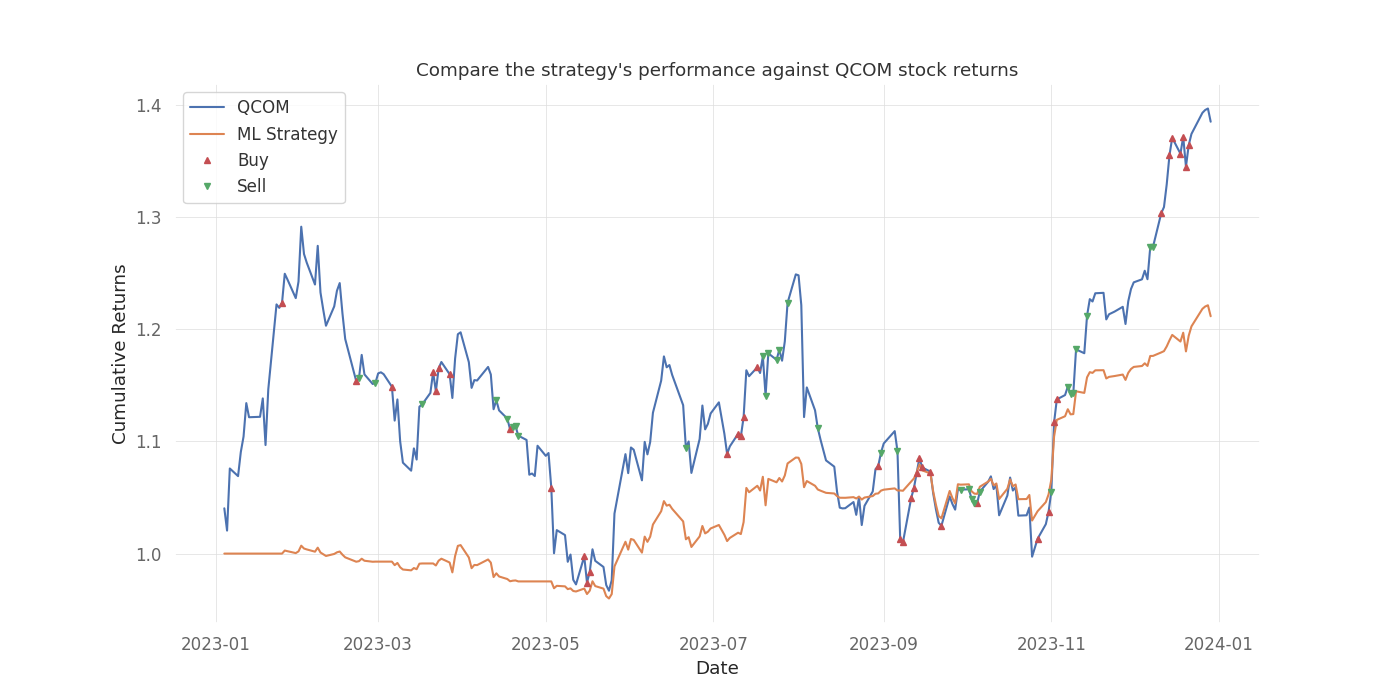 Compare the strategy's performance against QCOM stock returns
QCOM
ML Strategy
Buy
Sell
Cumulative Returns
1.4
1.3
1.2
1.1
1.0
2023-01
2023-03
2023-05
2023-07
2023-09
2023-11
2024-01
Date